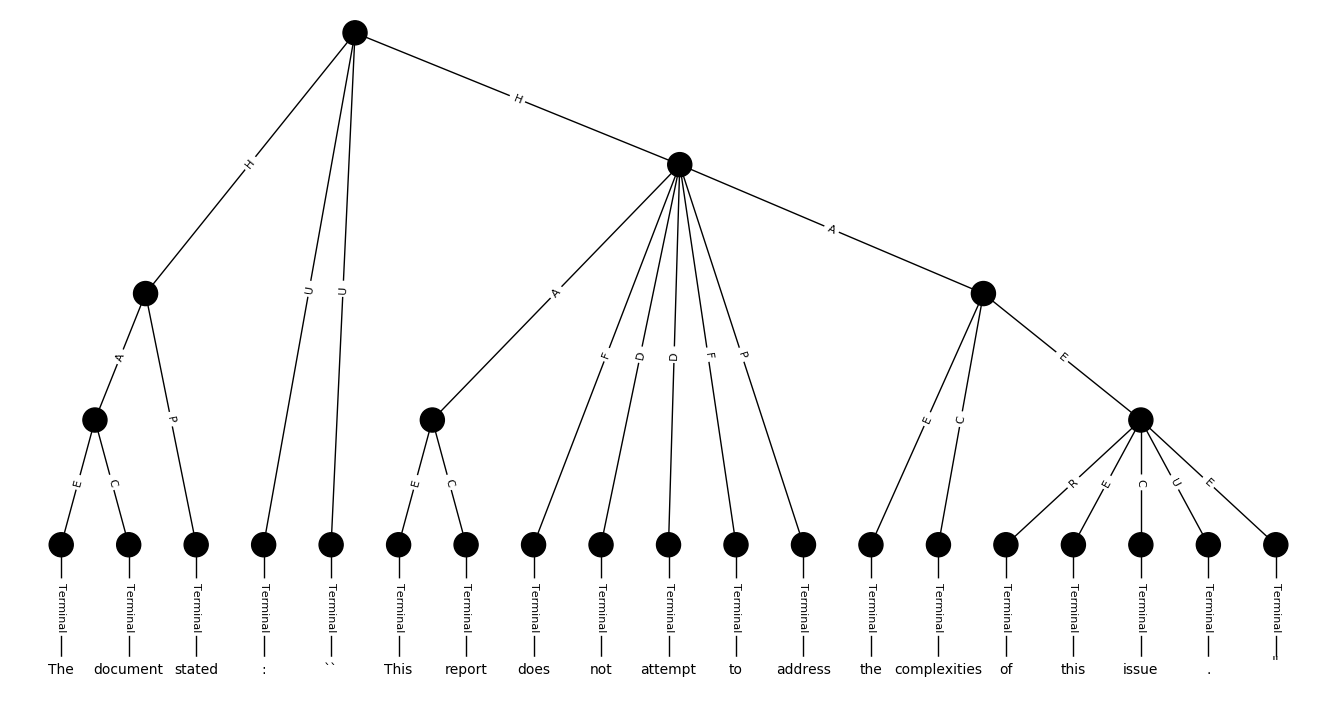 H
H
A
U
U
A
F
D
D
F
P
A
P
E
E
C
E
C
E
C
R
E
C
U
E
Terminal Terminal Terminal Terminal Terminal Terminal Terminal Terminal Terminal Terminal Terminal Terminal Terminal Terminal Terminal Terminal Terminal Terminal Terminal
The document stated : `` This report does not attempt to address the complexities of this issue . "